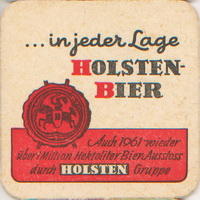 ...in jeder Lage
HOLSTEN-
BIER
Auch 1961 wieder
über 1 Million Hektoliter Bier-Ausstoss
durch HOLSTEN Gruppe